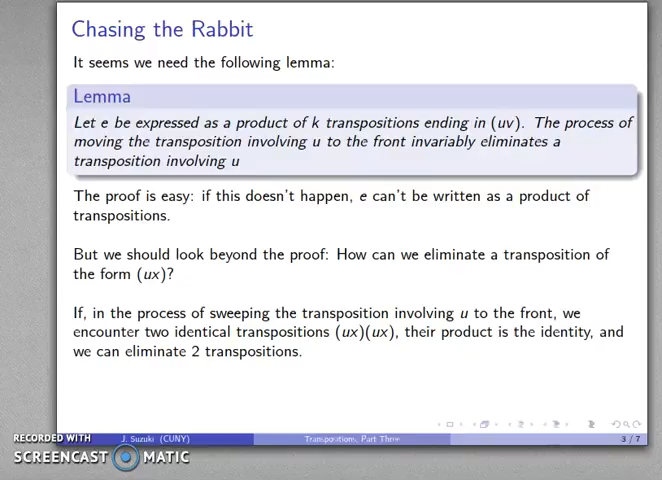 Chasing the Rabbit
It seems we need the following lemma:
Lemma
Let e be expressed as a product of k transpositions ending in (uv). The process of
moving the transposition involving u to the front invariably eliminates a
transposition involving u
The proof is easy: if this doesn't happen, e can't be written as a product of
transpositions.
But we should look beyond the proof: How can we eliminate a transposition of
the form (ux)?
If, in the process of sweeping the transposition involving u to the front, we
encounter two identical transpositions (ux)(ux), their product is the identity, and
we can eliminate 2 transpositions.
RECORDED WITH
SCREENCAST MATIC
J. Suzuki (CUNY)
Transpositions, Part Three
3 / 7